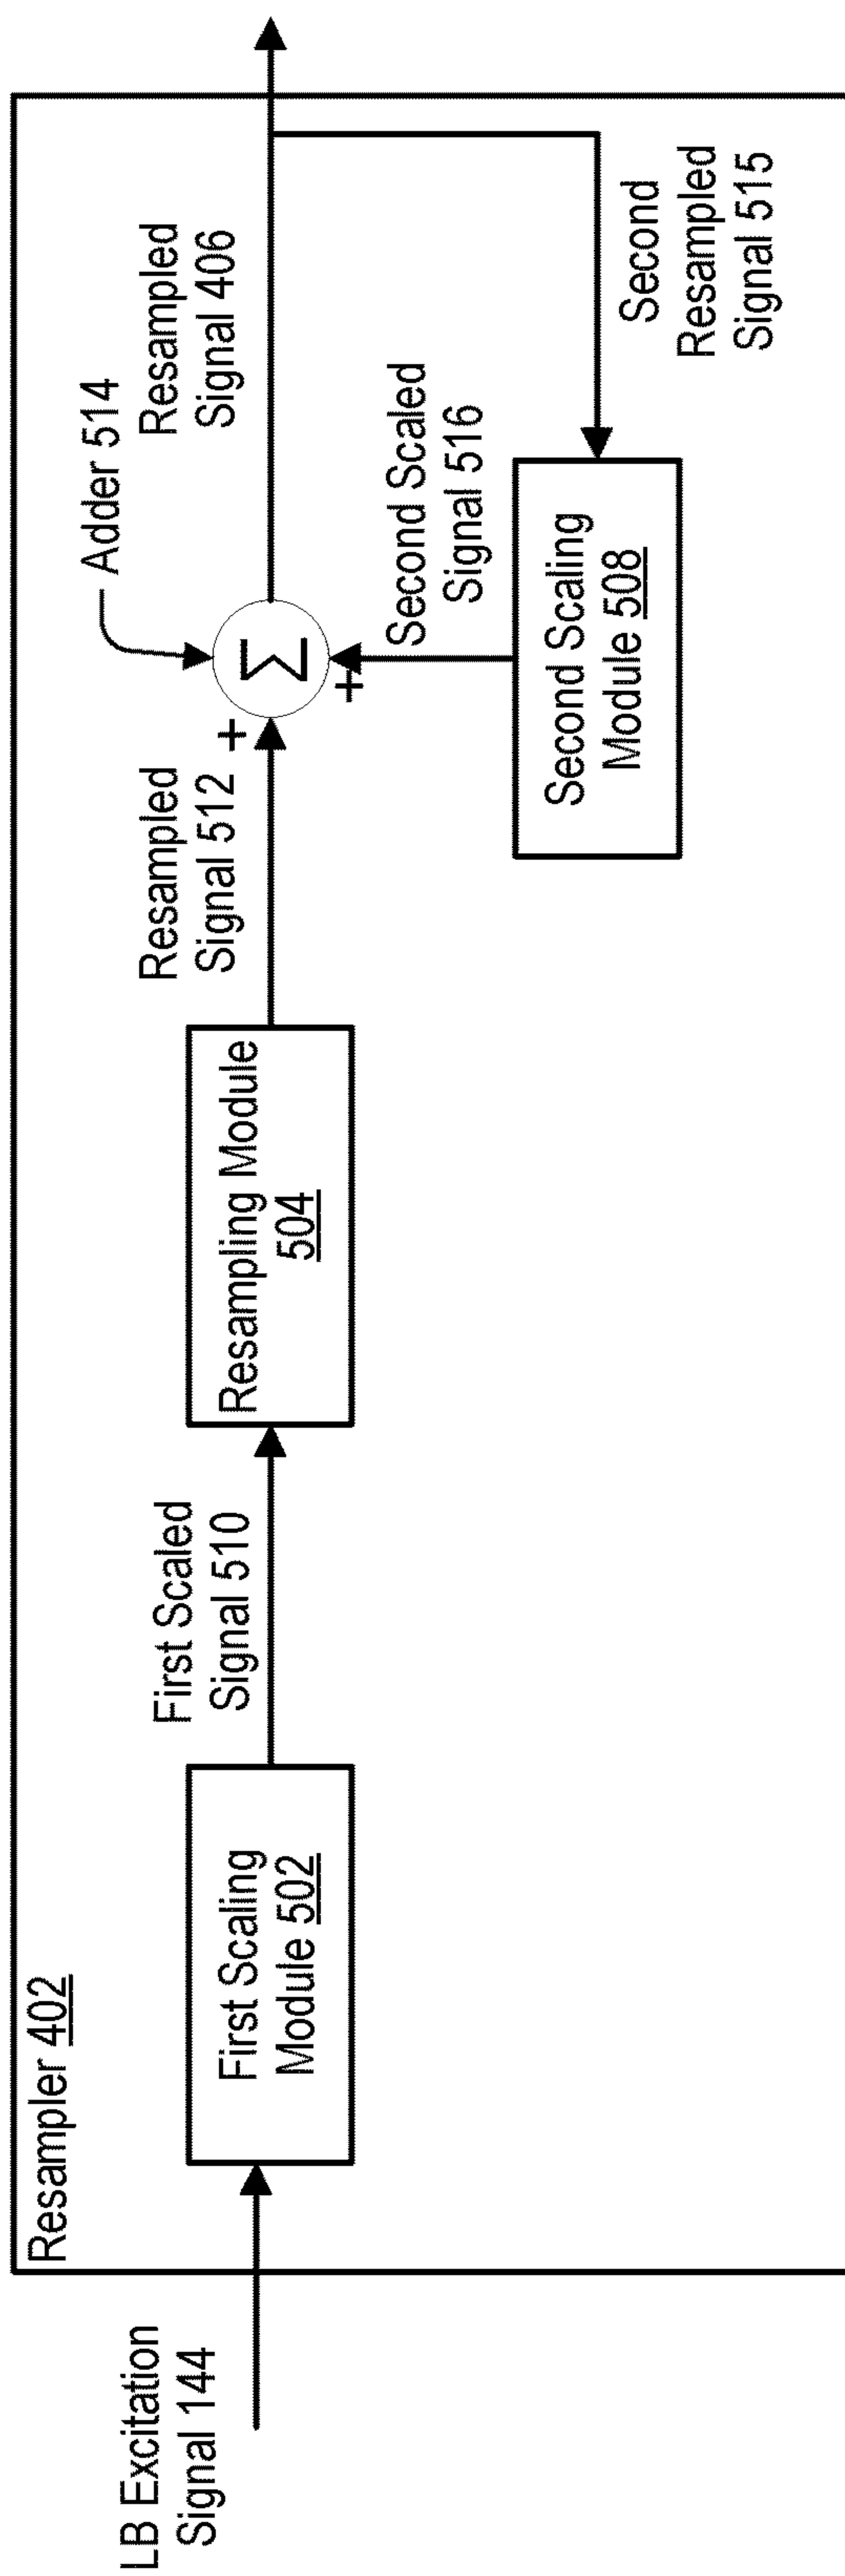 Resampler 402
LB Excitation
Signal 144
First Scaling
Module 502
First Scaled
Signal 510
Resampling Module
504
Resampled
Signal 512
+
Adder 514
Σ
+
Resampled
Signal 406
Second Scaled
Signal 516
Second Scaling
Module 508
Second
Resampled
Signal 515